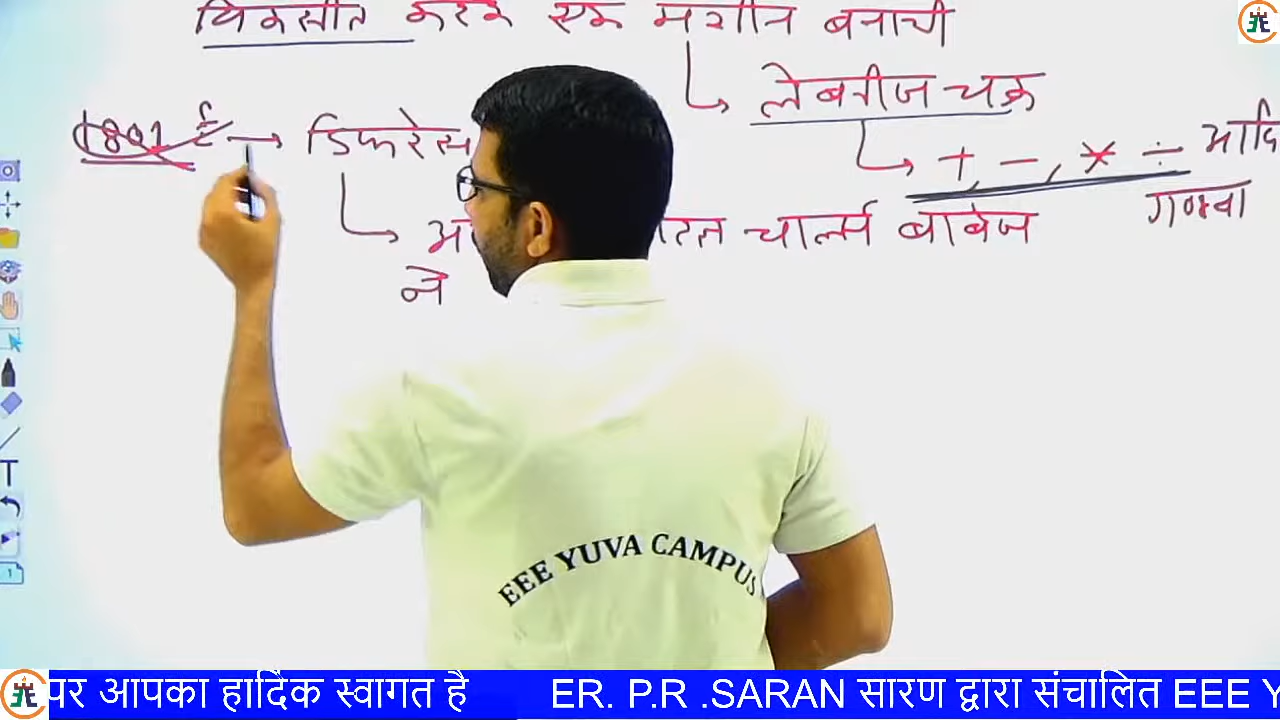 विकसीत करके एक मशीन बनायी
लेबनीज चक्र
1801 ई → डिफरेंस
+, −, * ÷ आदि
गणना
चार्ल्स बाबेज
ने
EEE YUVA CAMPUS
पर आपका हार्दिक स्वागत है ER. P.R .SARAN सारण द्वारा संचालित EEE Y